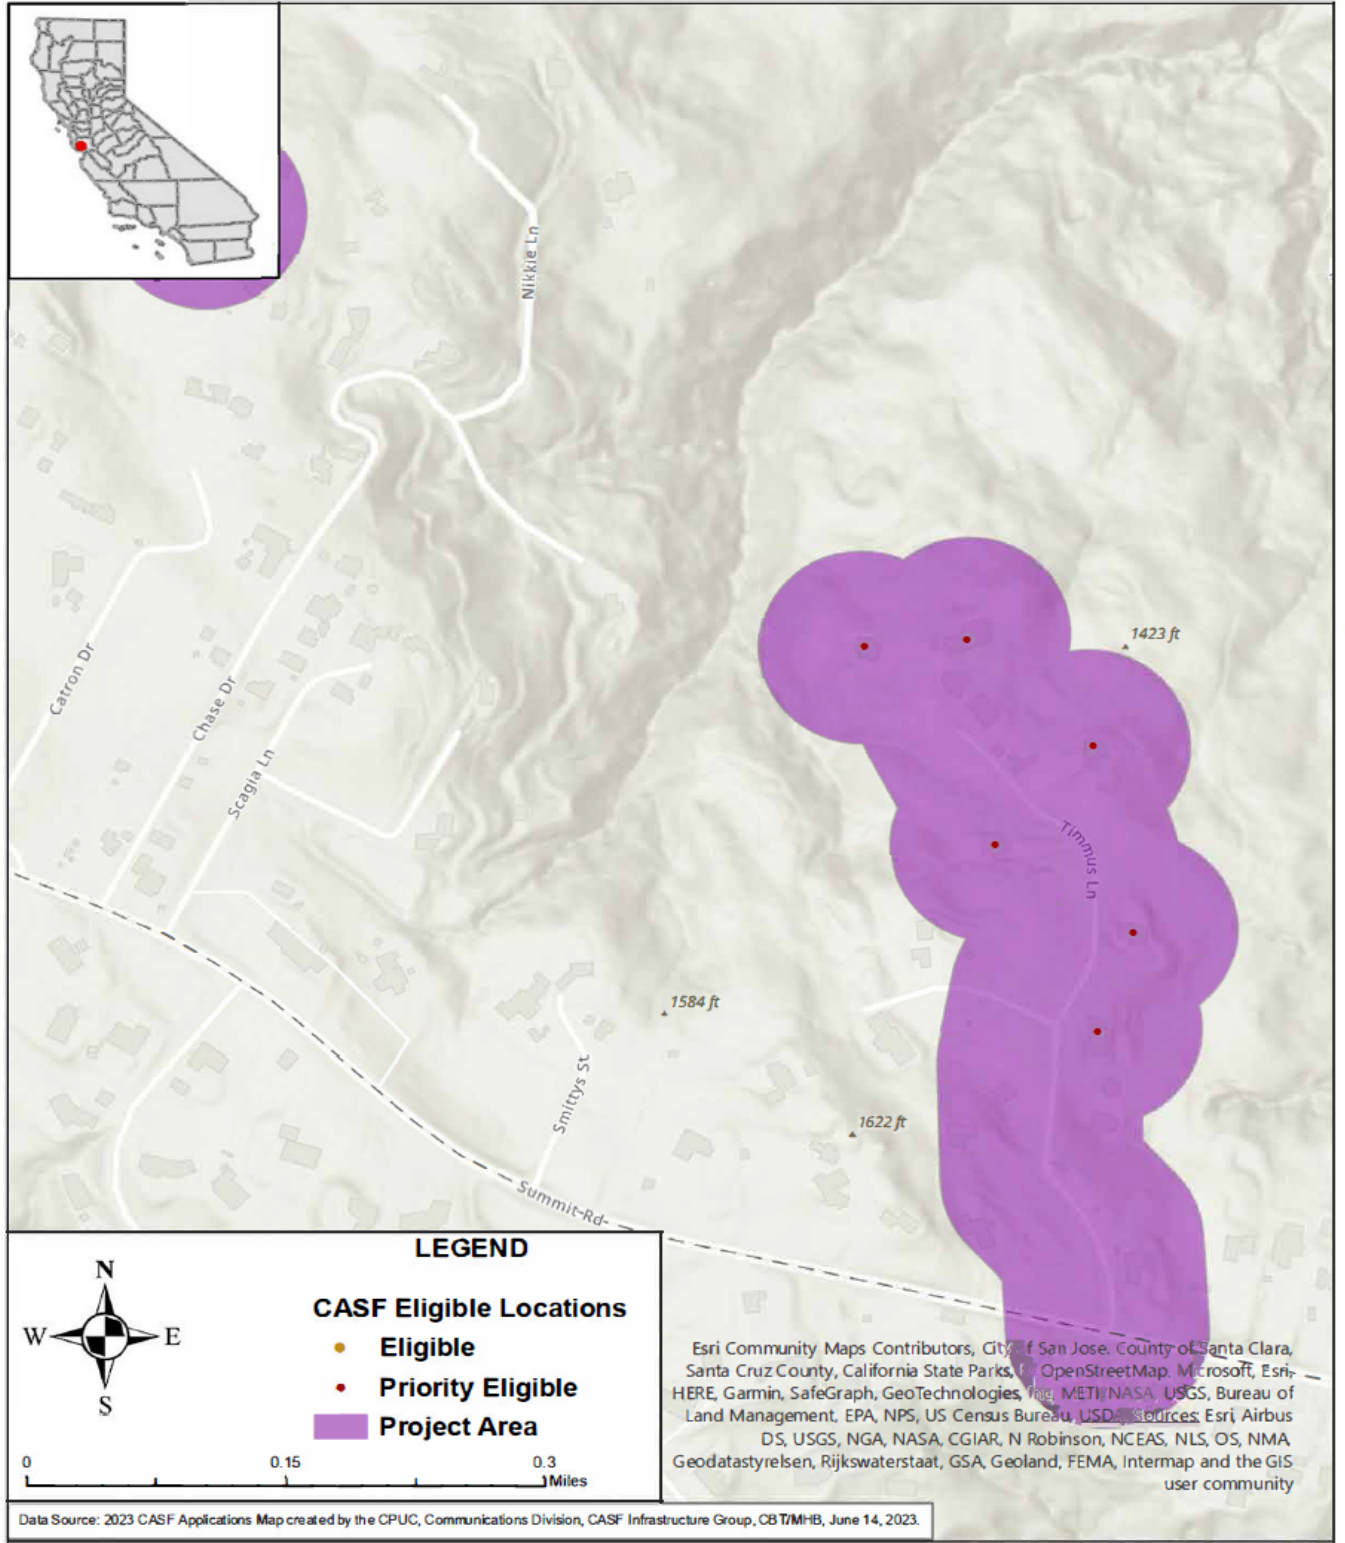 Nikkie Ln
Catron Dr
Chase Dr
Scagia Ln
1423 ft
Timmus Ln
1584 ft
Smittys St
1622 ft
Summit Rd
LEGEND
N
W E
S
CASF Eligible Locations
Eligible
Priority Eligible
Project Area
0 0.15 0.3
Miles
Esri Community Maps Contributors, City of San Jose, County of Santa Clara,
Santa Cruz County, California State Parks, OpenStreetMap, Microsoft, Esri,
HERE, Garmin, SafeGraph, GeoTechnologies, Inc, METI/NASA, USGS, Bureau of
Land Management, EPA, NPS, US Census Bureau, USDA, Sources: Esri, Airbus
DS, USGS, NGA, NASA, CGIAR, N Robinson, NCEAS, NLS, OS, NMA,
Geodatastyrelsen, Rijkswaterstaat, GSA, Geoland, FEMA, Intermap and the GIS
user community
Data Source: 2023 CASF Applications Map created by the CPUC, Communications Division, CASF Infrastructure Group, CBT/MHB, June 14, 2023.